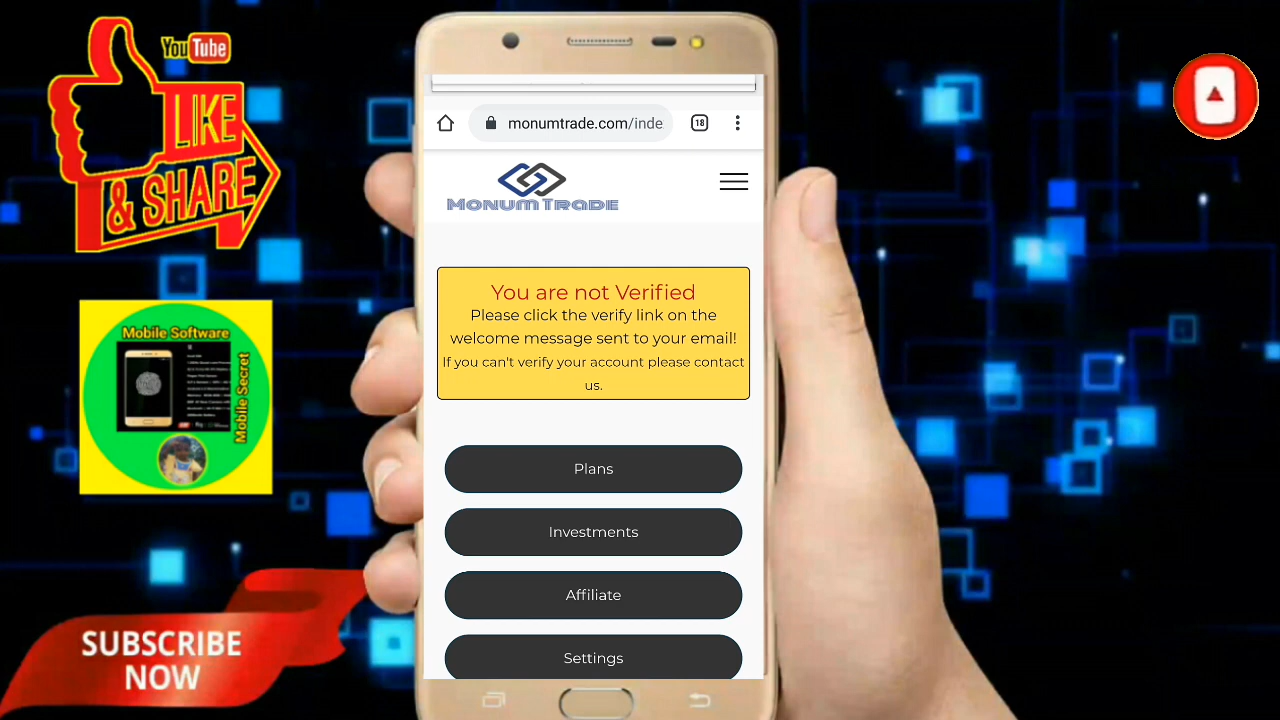 YouTube
LIKE
& SHARE
Mobile Software
Mobile Secret
SUBSCRIBE
NOW
monumtrade.com/inde
18
MONUM TRADE
You are not Verified
Please click the verify link on the
welcome message sent to your email!
If you can't verify your account please contact
us.
Plans
Investments
Affiliate
Settings